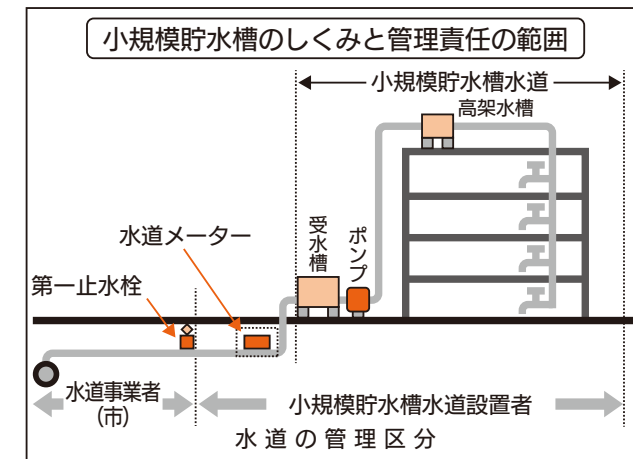 小規模貯水槽のしくみと管理責任の範囲
小規模貯水槽水道
高架水槽
水道メーター
受水槽
ポンプ
第一止水栓
水道事業者
(市)
小規模貯水槽水道設置者
水道の管理区分